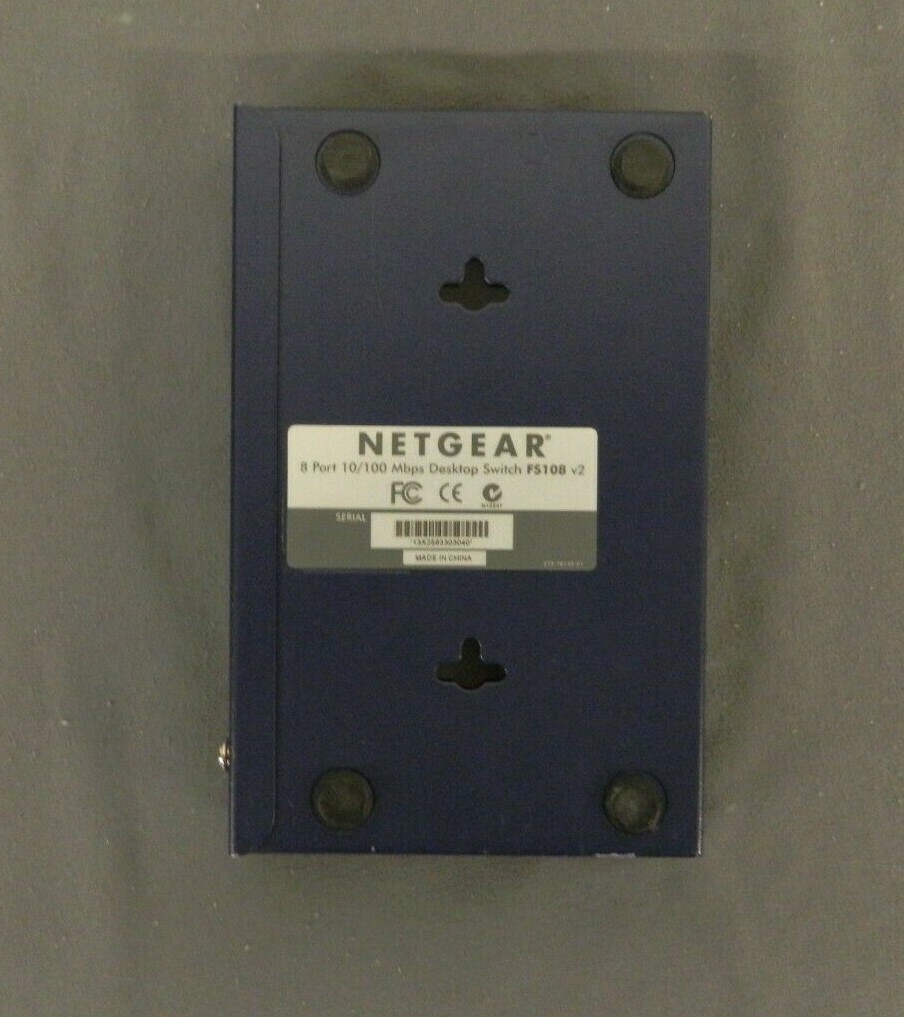 NETGEAR®
8 Port 10/100 Mbps Desktop Switch FS108 v2
FC CE
SERIAL
MADE IN CHINA